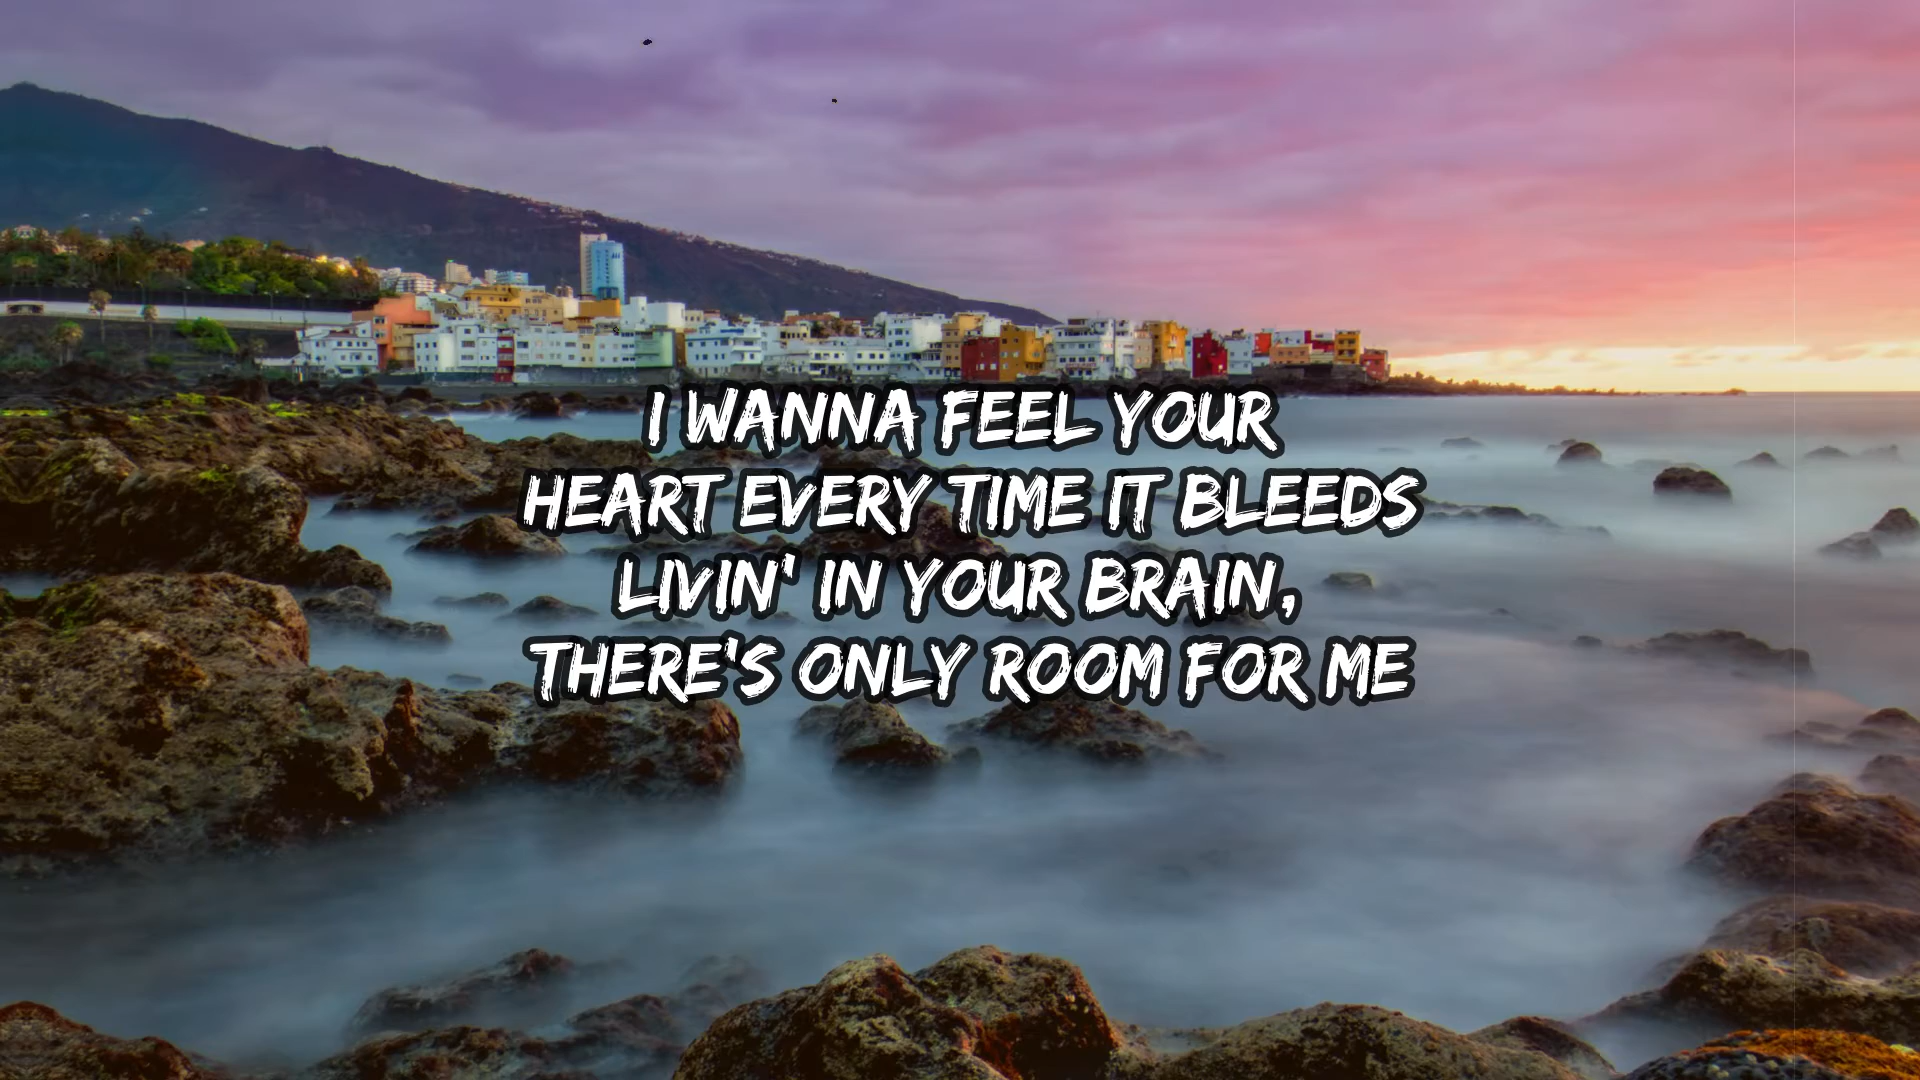 I WANNA FEEL YOUR
HEART EVERY TIME IT BLEEDS
LIVIN' IN YOUR BRAIN,
THERE'S ONLY ROOM FOR ME